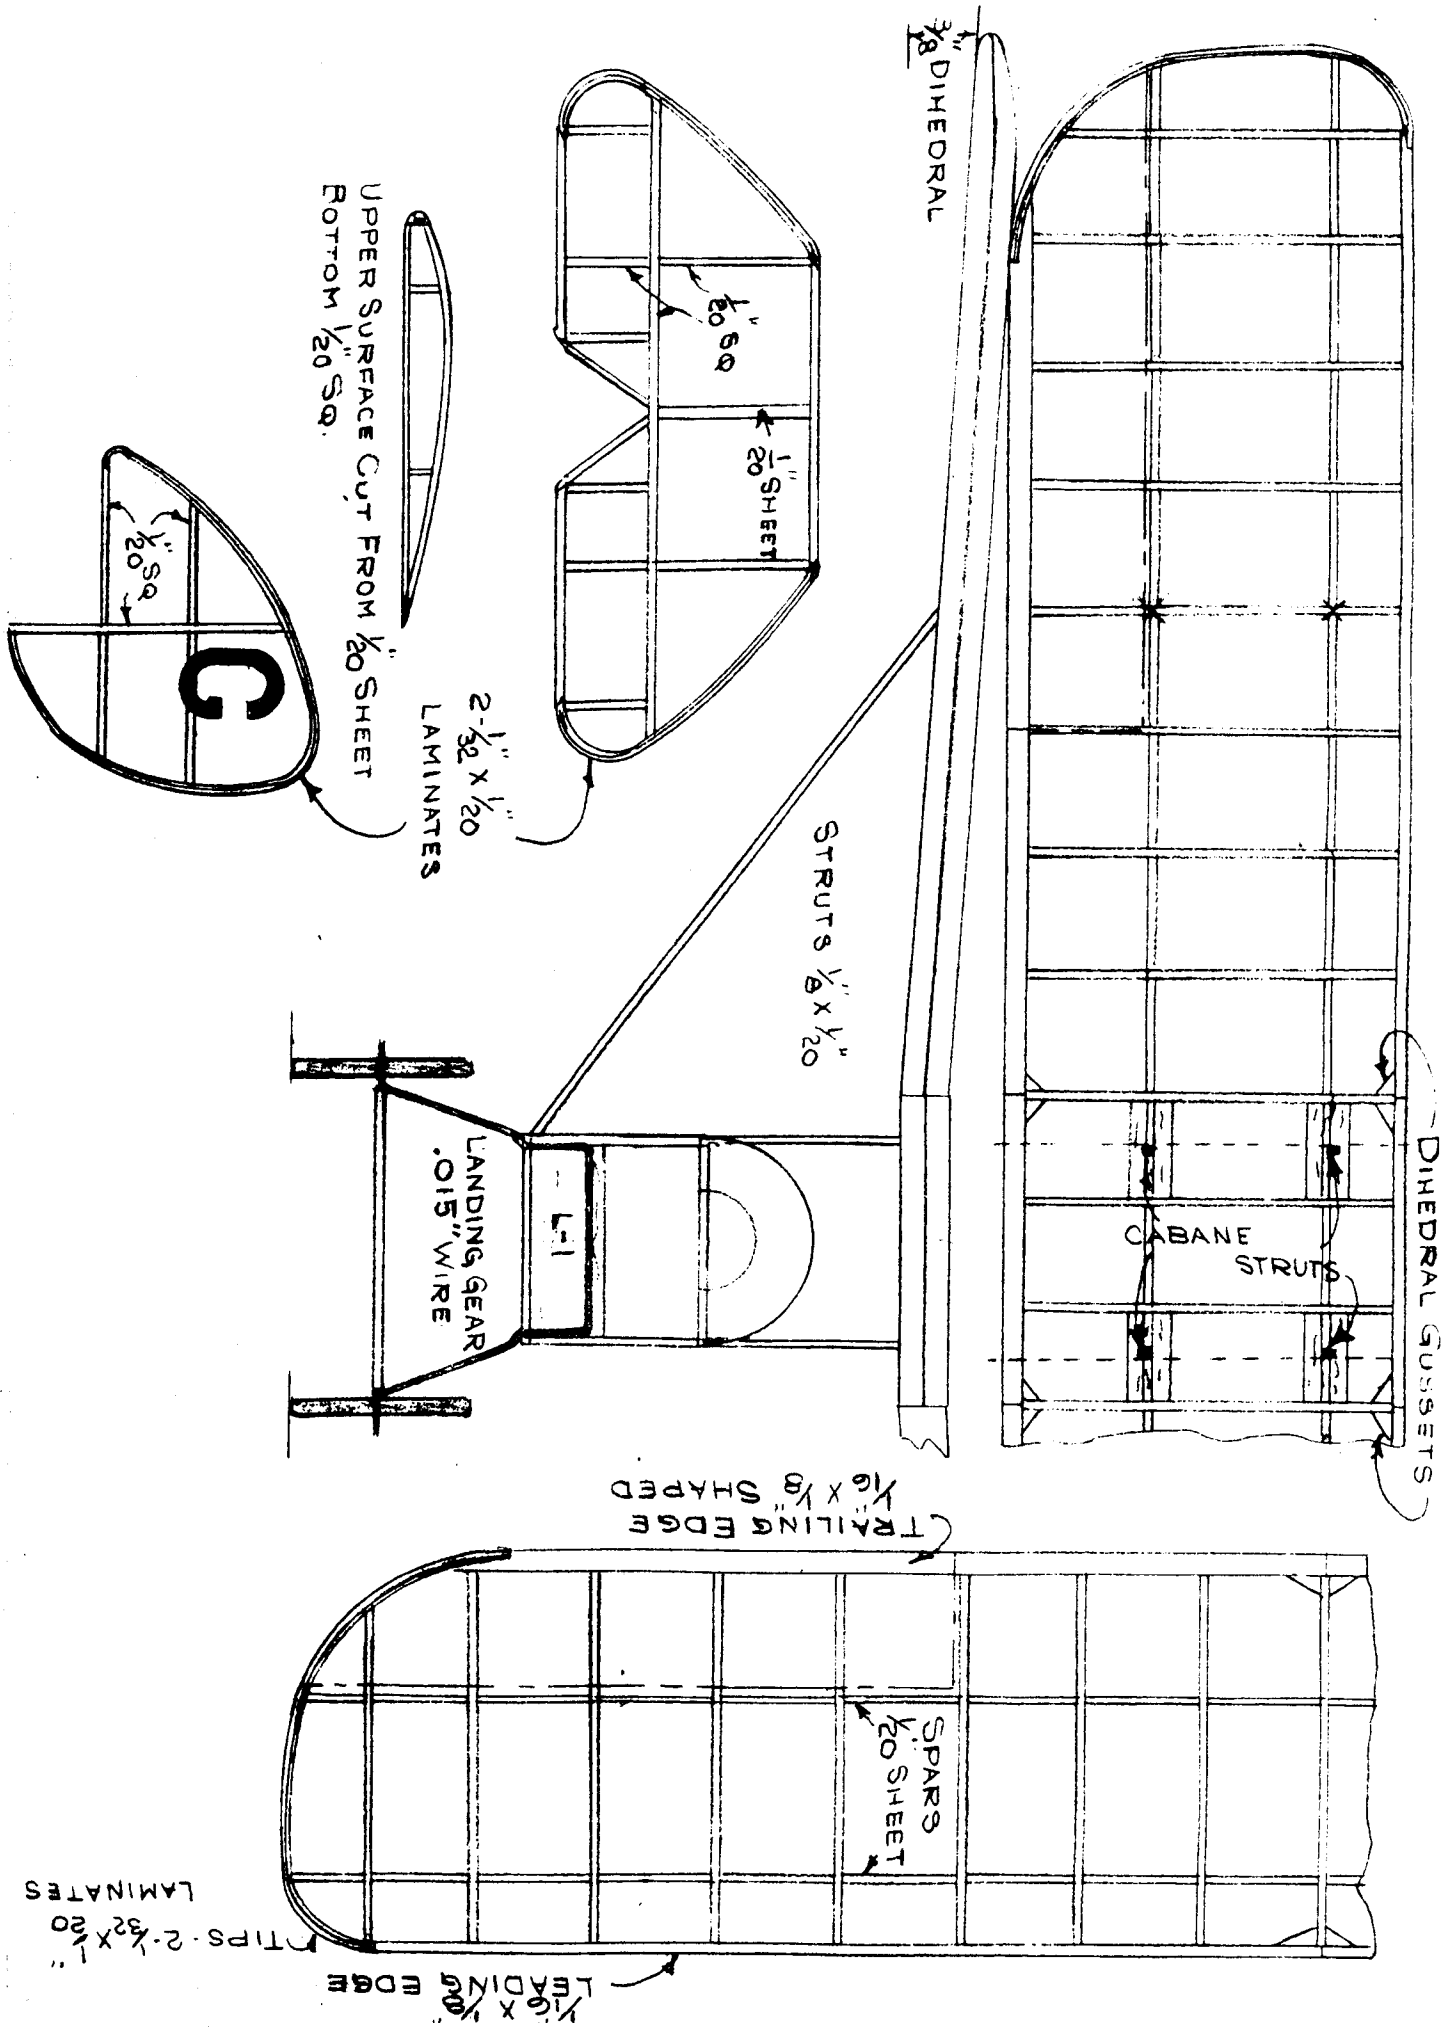 3/8" DIHEDRAL
UPPER SURFACE CUT FROM 1/20" SHEET
BOTTOM 1/20" SQ.
1/20" SQ
1/20" SHEET
1/20" SQ
C
2-1/32" X 1/20"
LAMINATES
STRUTS 1/8" X 1/20"
LANDING GEAR
.015" WIRE
L-1
CABANE
STRUTS
DIHEDRAL GUSSETS
TRAILING EDGE
1/16" X 1/8" SHAPED
SPARS
1/20" SHEET
TIPS-2-1/32 X 1/20"
LAMINATES
1/16" X 1/8"
LEADING EDGE